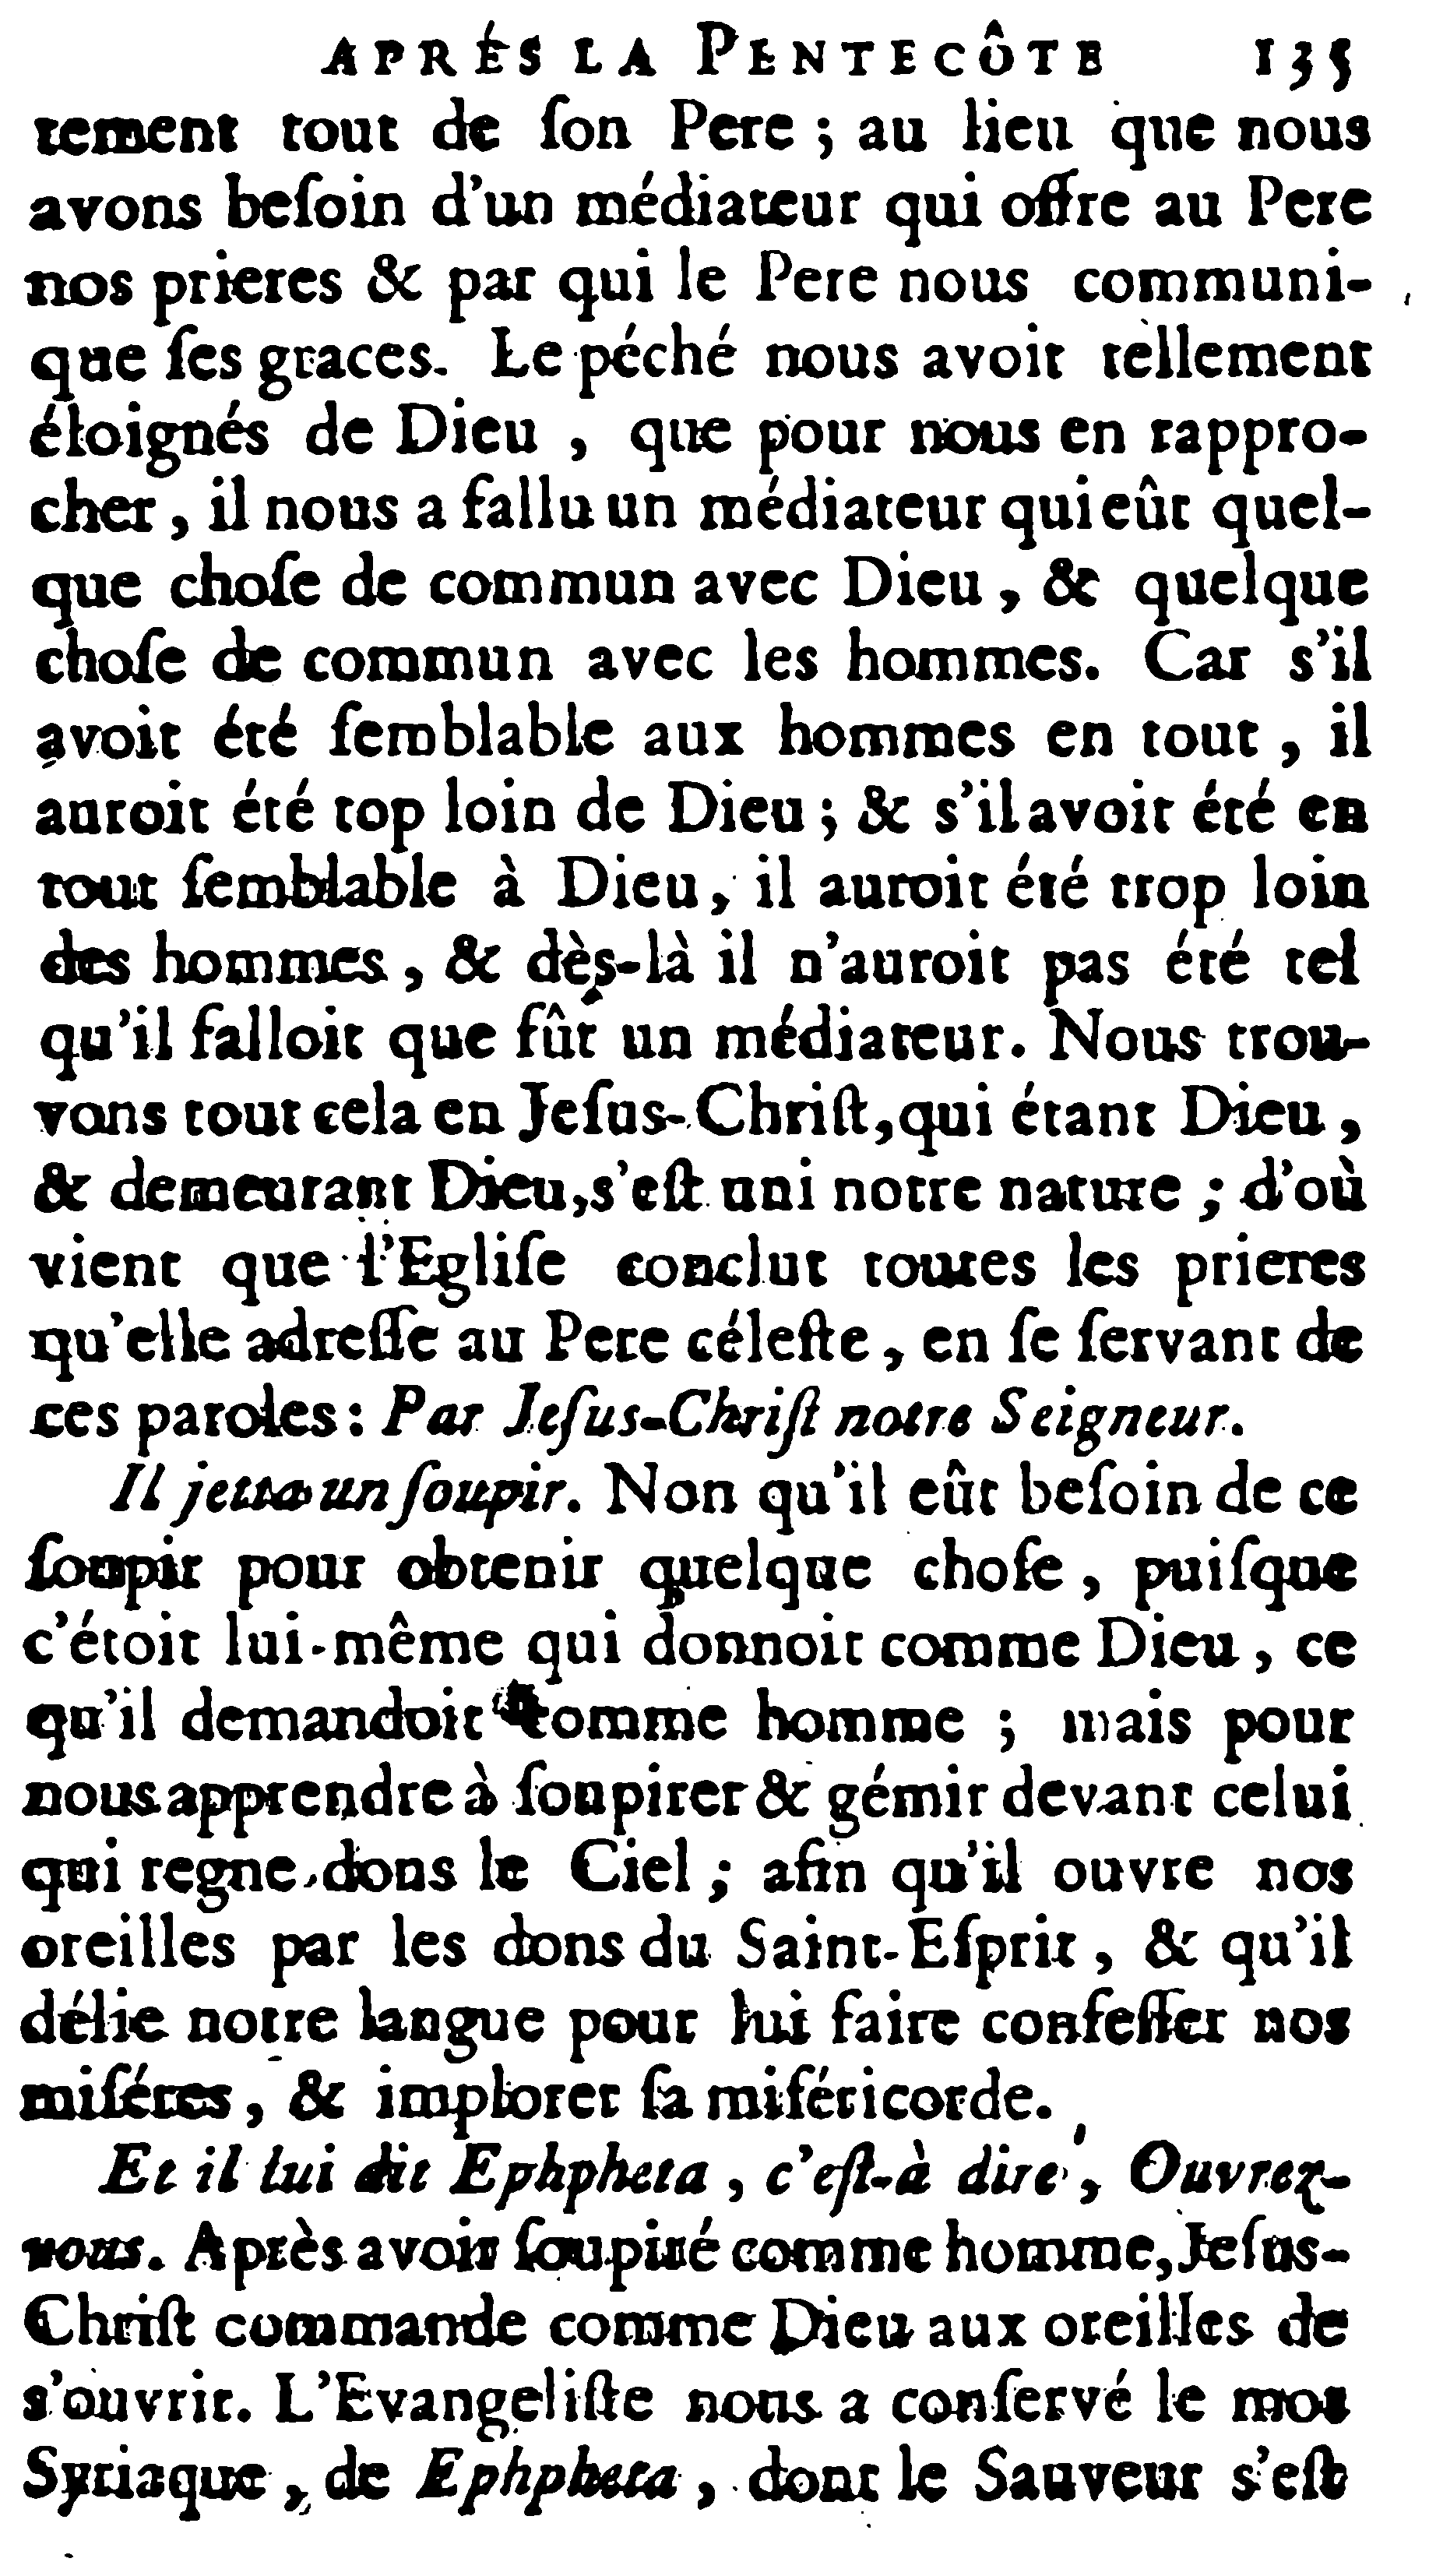 APRÉS LA PENTECÔTE 135
tement tout de ſon Pere ; au lieu que nous
avons beſoin d'un médiateur qui offre au Pere
nos prieres & par qui le Pere nous communi-
que ſes graces. Le péché nous avoit tellement
éloignés de Dieu , que pour nous en rappro-
cher , il nous a fallu un médiateur qui eût quel-
que choſe de commun avec Dieu , & quelque
choſe de commun avec les hommes. Car s'il
avoit été ſemblable aux hommes en tout , il
auroit été top loin de Dieu ; & s'il avoit été en
tout ſemblable à Dieu, il auroit été trop loin
des hommes , & dès-là il n'auroit pas été tel
qu'il falloit que fût un médiateur. Nous trou-
vons tout cela en Jeſus-Chriſt, qui étant Dieu ,
& demeurant Dieu, s'eſt uni notre nature ; d'où
vient que l'Egliſe conclut toutes les prieres
qu'elle adreſſe au Pere céleſte , en ſe ſervant de
ces paroles : Par Jeſus-Chriſt notre Seigneur.
Il jetta un ſoupir. Non qu'il eût beſoin de ce
ſoupir pour obtenir quelque choſe , puiſque
c'étoit lui-même qui donnoit comme Dieu , ce
qu'il demandoit comme homme ; mais pour
nous apprendre à ſoupirer & gémir devant celui
qui regne dons le Ciel ; afin qu'il ouvre nos
oreilles par les dons du Saint-Eſprit , & qu'il
délie notre langue pour lui faire confeſſer nos
miſéres , & implorer ſa miſéricorde.
Et il lui dit Ephpheta , c'eſt-à dire , Ouvrez-
vous. Après avoir ſoupiré comme homme, Jeſus-
Chriſt commande comme Dieu aux oreilles de
s'ouvrir. L'Evangeliſte nous a conſervé le mot
Syriaque , de Ephpheta , dont le Sauveur s'eſt